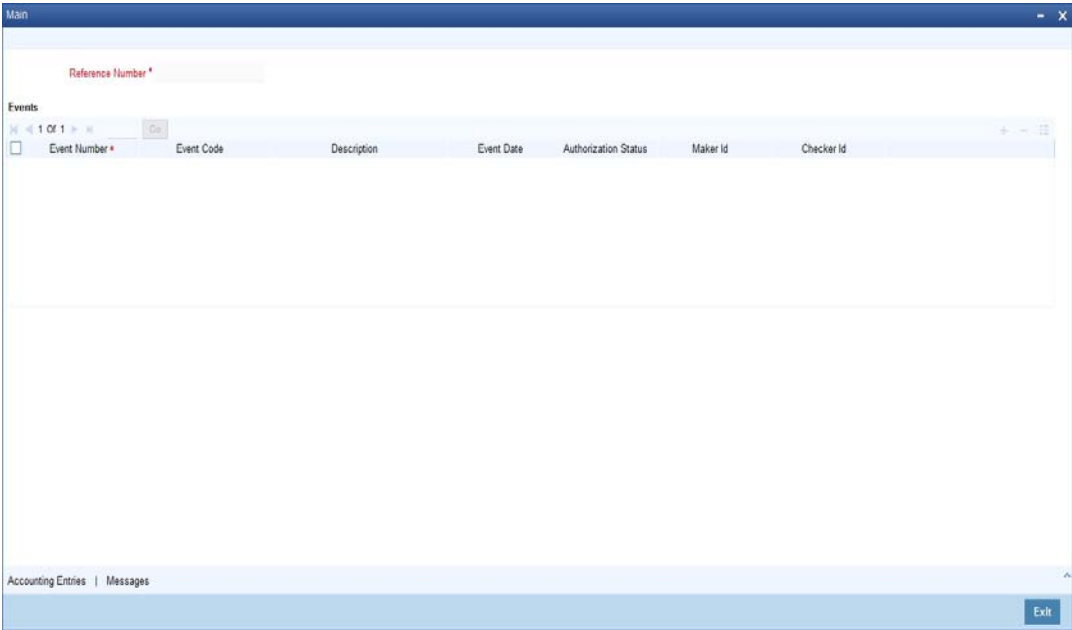 Main
Reference Number *
Events
1 Of 1 Go
Event Number * Event Code Description Event Date Authorization Status Maker Id Checker Id
Accounting Entries | Messages
Exit